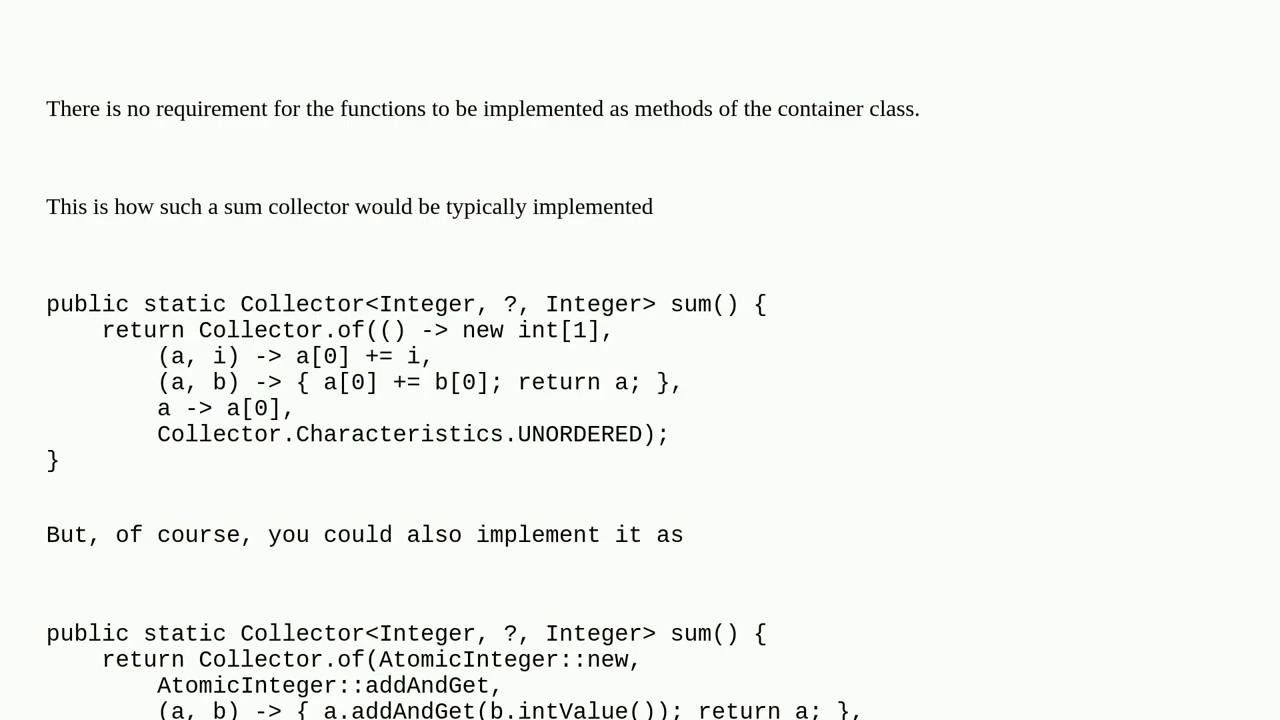 There is no requirement for the functions to be implemented as methods of the container class.
This is how such a sum collector would be typically implemented
public static Collector<Integer, ?, Integer> sum() {
    return Collector.of(() -> new int[1],
        (a, i) -> a[0] += i,
        (a, b) -> { a[0] += b[0]; return a; },
        a -> a[0],
        Collector.Characteristics.UNORDERED);
}
But, of course, you could also implement it as
public static Collector<Integer, ?, Integer> sum() {
    return Collector.of(AtomicInteger::new,
        AtomicInteger::addAndGet,
        (a, b) -> { a.addAndGet(b.intValue()); return a; },